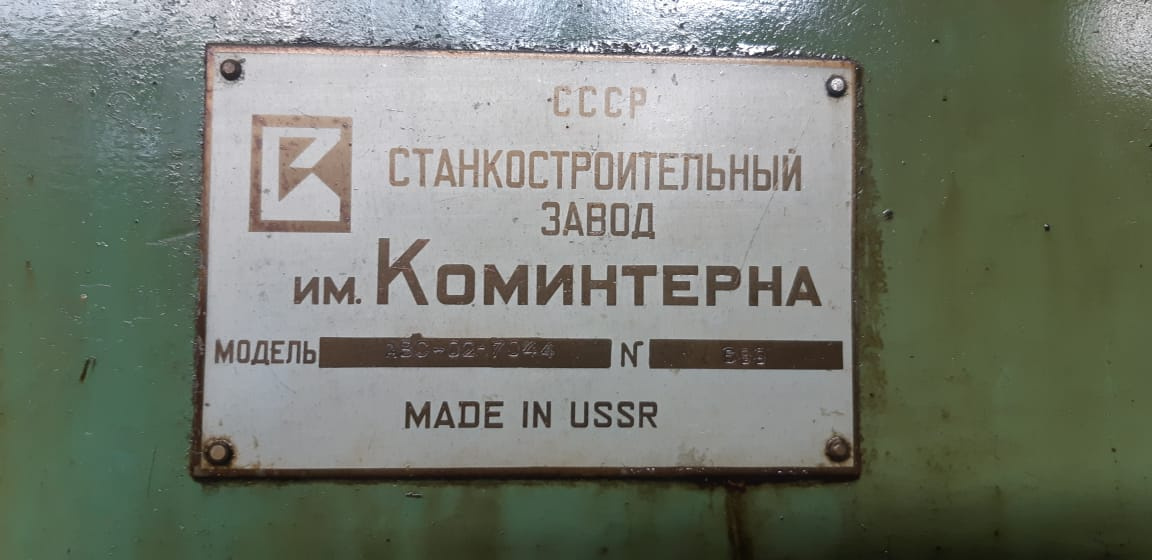 СССР
СТАНКОСТРОИТЕЛЬНЫЙ
ЗАВОД
им. Коминтерна
МОДЕЛЬ N
MADE IN USSR